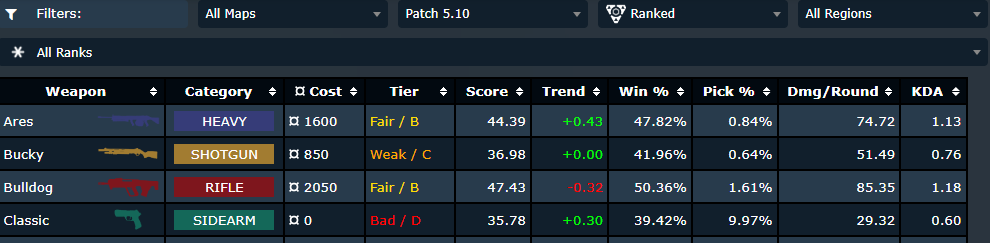 Filters: All Maps Patch 5.10 Ranked All Regions
All Ranks
Weapon Category ¤ Cost Tier Score Trend Win % Pick % Dmg/Round KDA
Ares HEAVY ¤ 1600 Fair / B 44.39 +0.43 47.82% 0.84% 74.72 1.13
Bucky SHOTGUN ¤ 850 Weak / C 36.98 +0.00 41.96% 0.64% 51.49 0.76
Bulldog RIFLE ¤ 2050 Fair / B 47.43 -0.32 50.36% 1.61% 85.35 1.18
Classic SIDEARM ¤ 0 Bad / D 35.78 +0.30 39.42% 9.97% 29.32 0.60